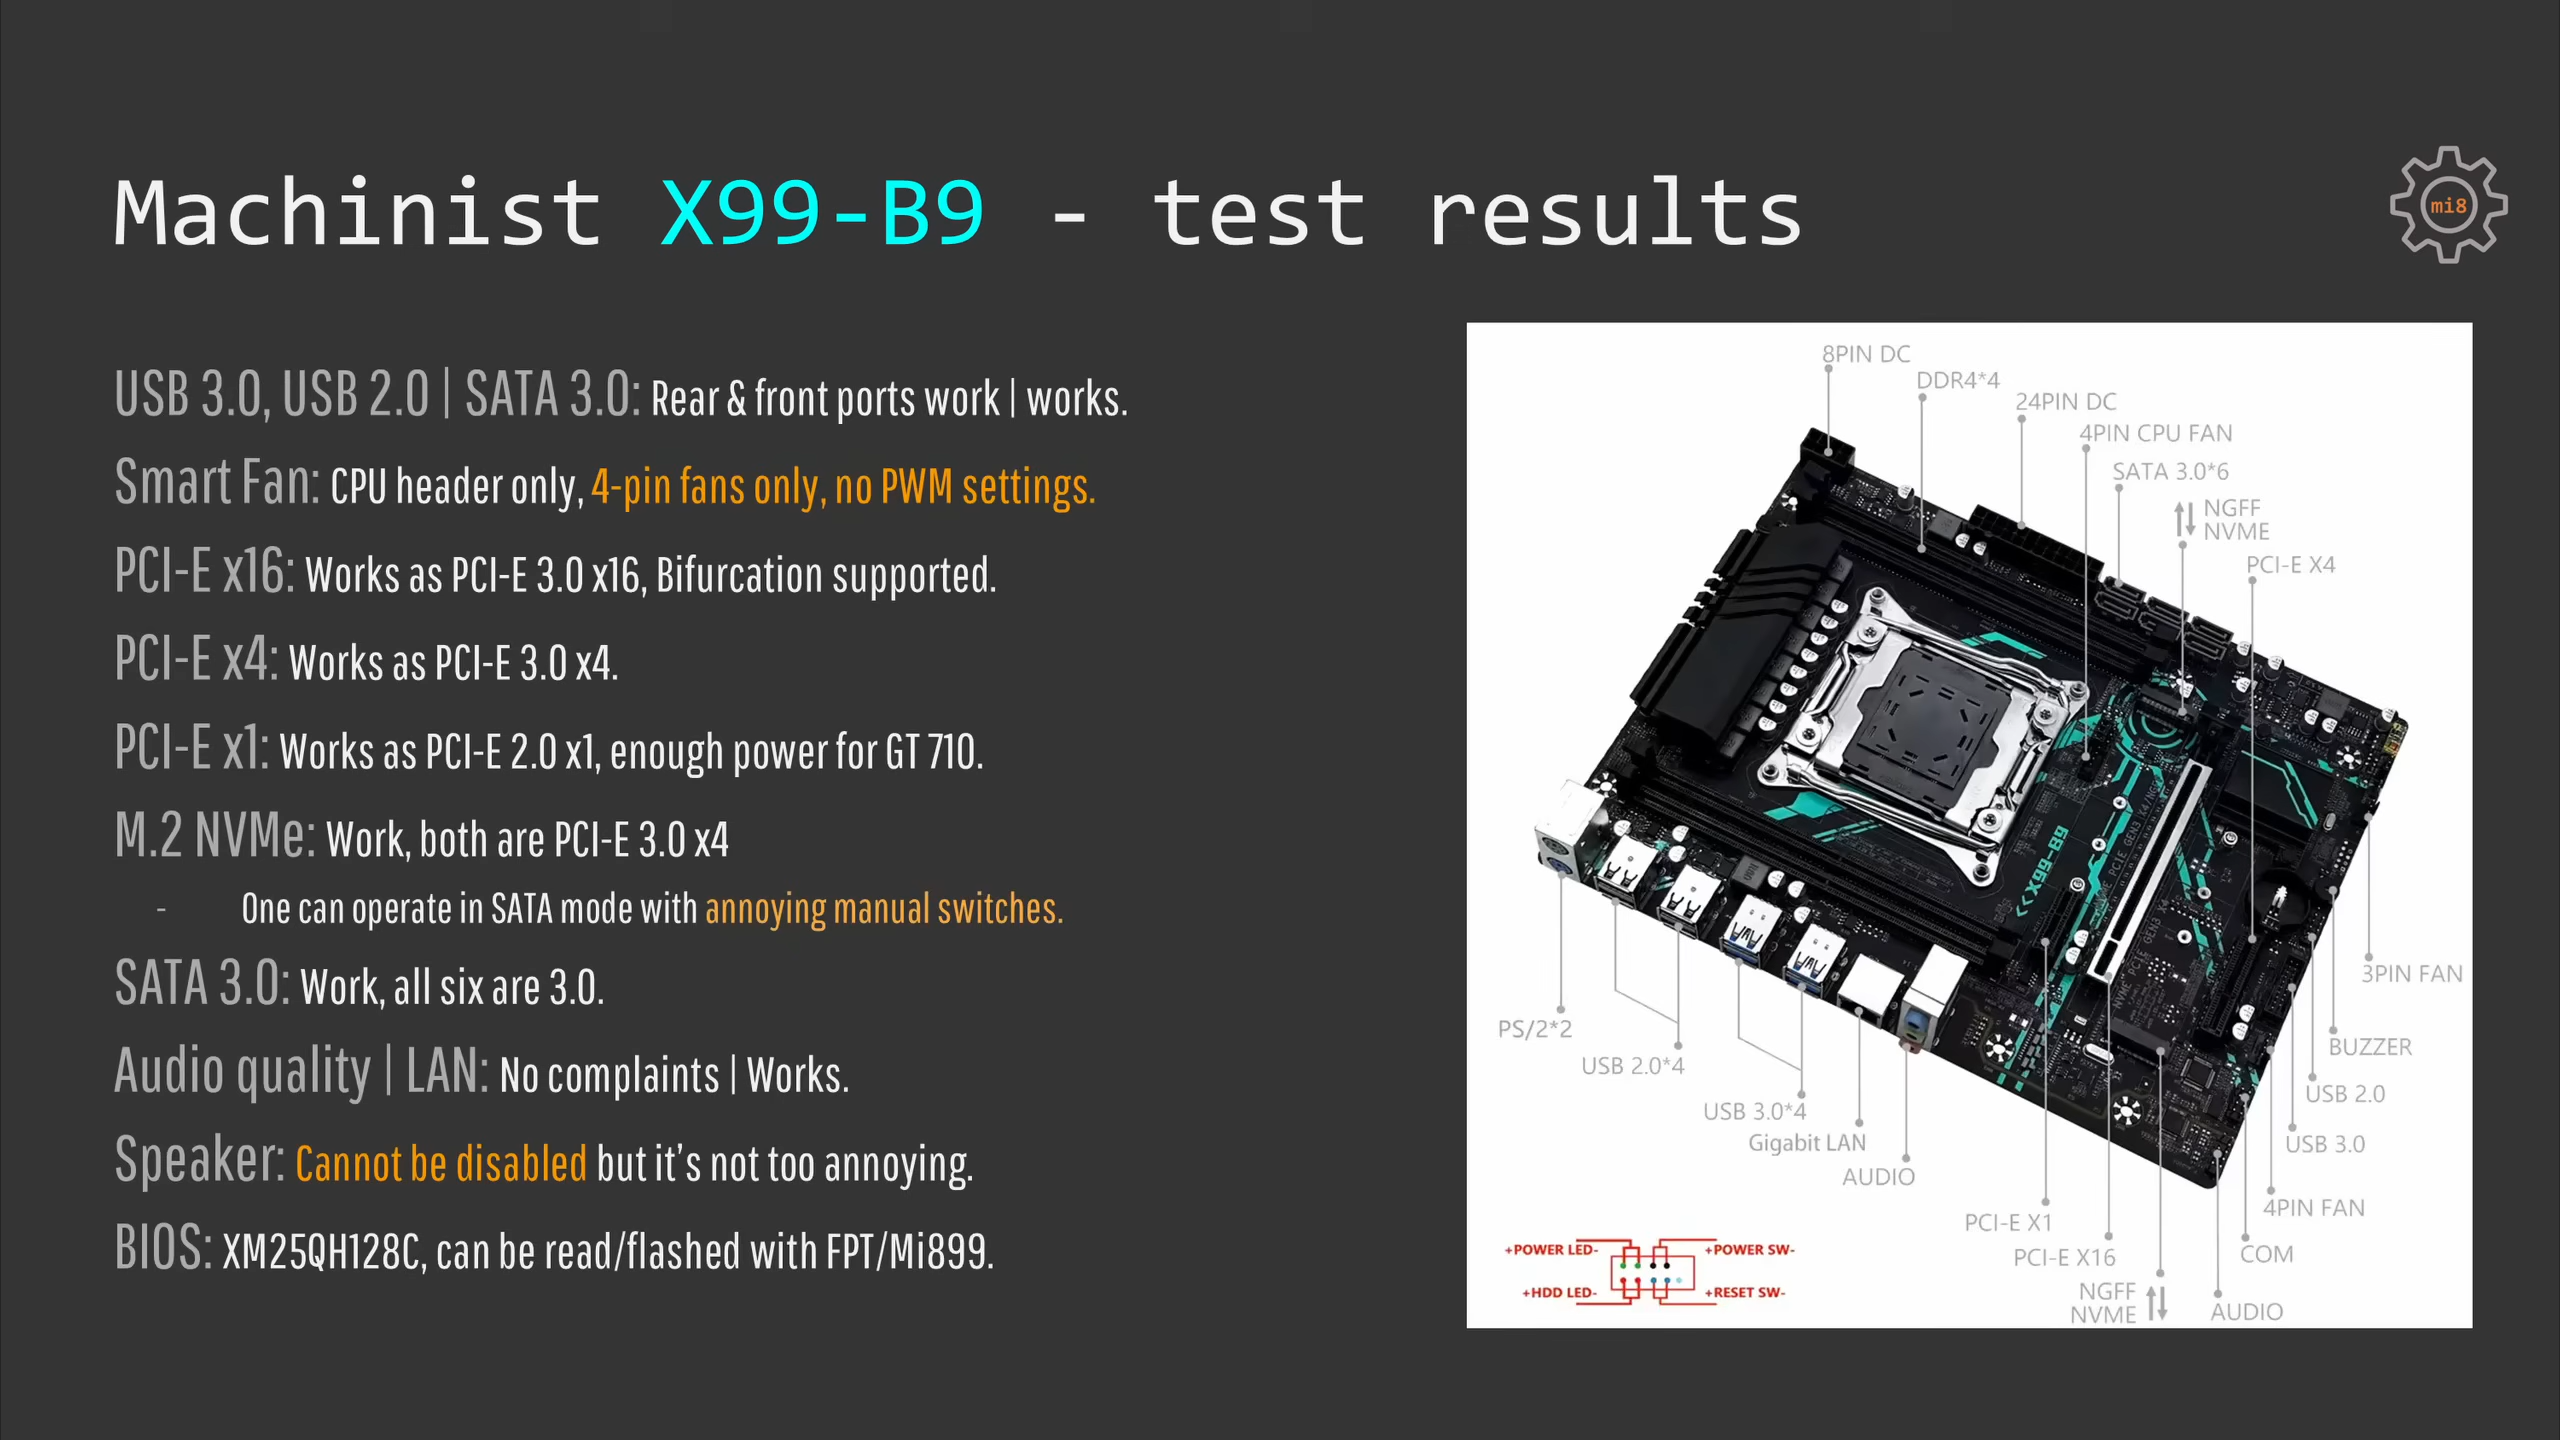 Machinist X99-B9 - test results
mi8
USB 3.0, USB 2.0 | SATA 3.0: Rear & front ports work | works.
Smart Fan: CPU header only, 4-pin fans only, no PWM settings.
PCI-E x16: Works as PCI-E 3.0 x16, Bifurcation supported.
PCI-E x4: Works as PCI-E 3.0 x4.
PCI-E x1: Works as PCI-E 2.0 x1, enough power for GT 710.
M.2 NVMe: Work, both are PCI-E 3.0 x4
- One can operate in SATA mode with annoying manual switches.
SATA 3.0: Work, all six are 3.0.
Audio quality | LAN: No complaints | Works.
Speaker: Cannot be disabled but it's not too annoying.
BIOS: XM25QH128C, can be read/flashed with FPT/Mi899.
8PIN DC
DDR4*4
24PIN DC
4PIN CPU FAN
SATA 3.0*6
NGFF
NVME
PCI-E X4
X99-B9
3PIN FAN
PS/2*2
BUZZER
USB 2.0*4
USB 2.0
USB 3.0*4
Gigabit LAN
USB 3.0
AUDIO
4PIN FAN
PCI-E X1
PCI-E X16
COM
NGFF
NVME
AUDIO
+POWER LED-
+POWER SW-
+HDD LED-
+RESET SW-